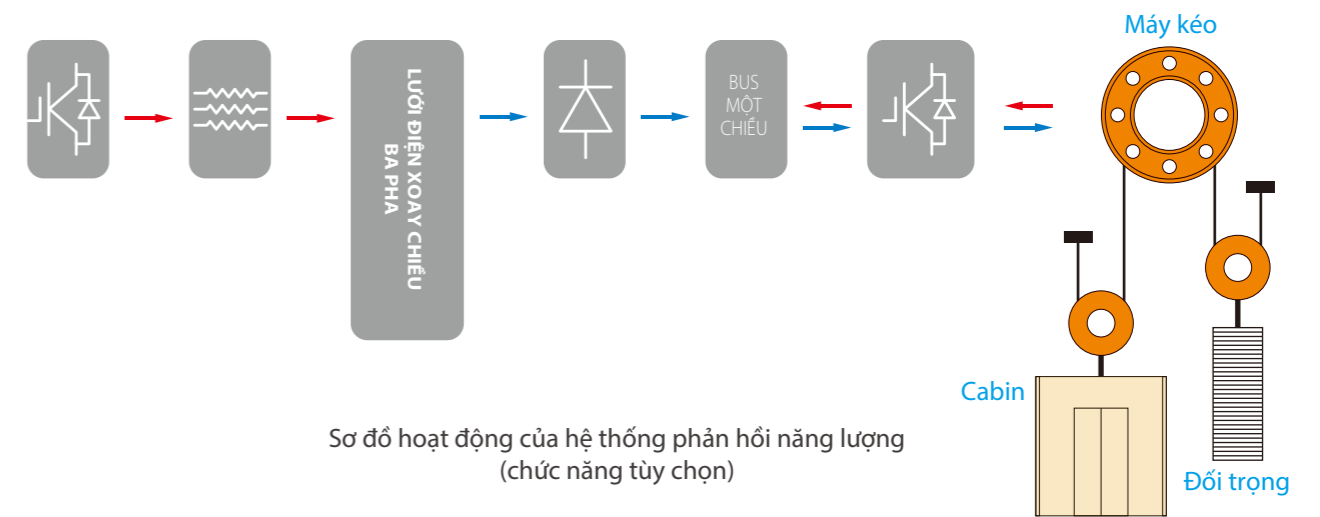 Máy kéo
LƯỚI ĐIỆN XOAY CHIỀU
BA PHA
BUS
MỘT
CHIỀU
Cabin
Đối trọng
Sơ đồ hoạt động của hệ thống phản hồi năng lượng
(chức năng tùy chọn)